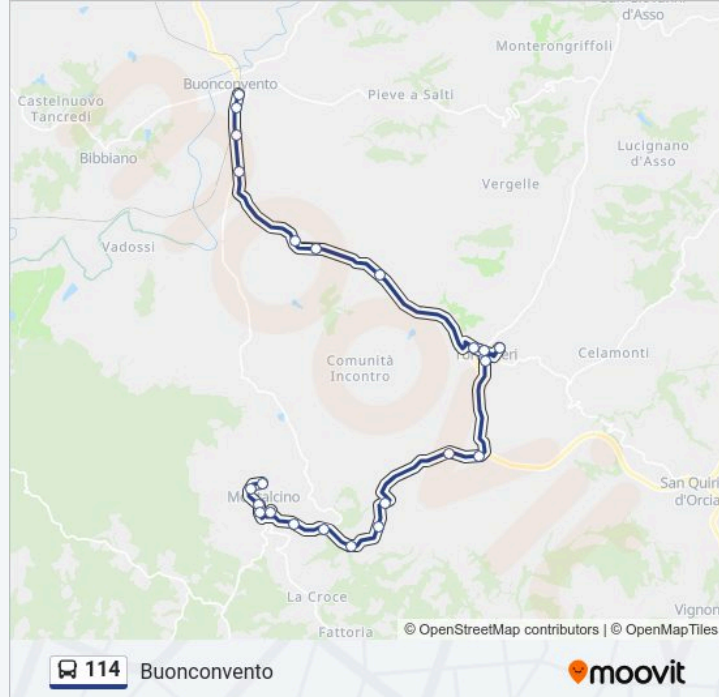 d'Asso
Monterongriffoli
Buonconvento
Pieve a Salti
Castelnuovo
Tancredi
Bibbiano
Lucignano
d'Asso
Vergelle
Vadossi
Comunità
Incontro
Celamonti
San Quiri
d'Orcia
La Croce
Fattoria
Vignon
© OpenStreetMap contributors | © OpenMapTiles
114 Buonconvento
moovit